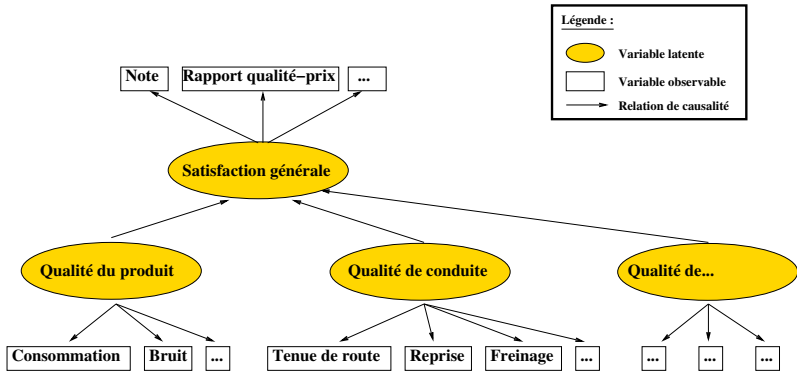 Légende :
Variable latente
Variable observable
Relation de causalité
Note
Rapport qualité−prix
...
Satisfaction générale
Qualité du produit
Qualité de conduite
Qualité de...
Consommation
Bruit
...
Tenue de route
Reprise
Freinage
...
...
...
...